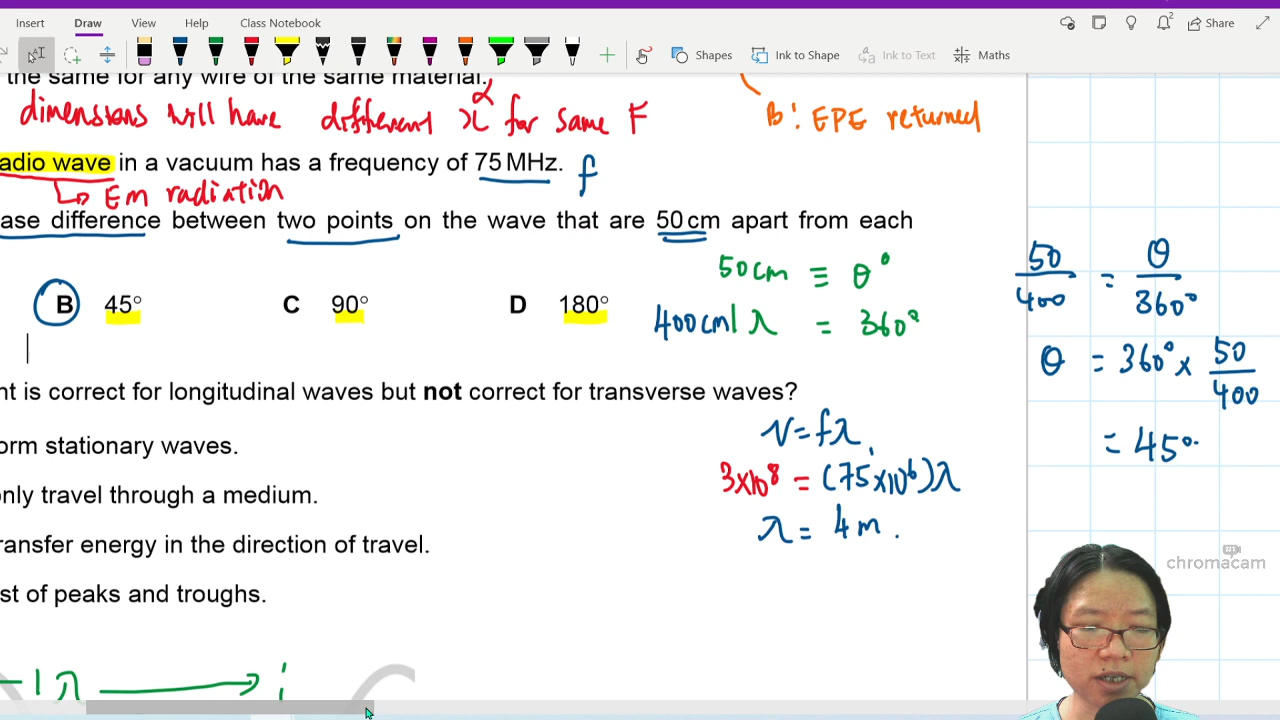 Insert Draw View Help Class Notebook Share
Shapes Ink to Shape Ink to Text Maths
the same for any wire of the same material.
dimensions will have different x for same F
B: EPE returned
adio wave in a vacuum has a frequency of 75 MHz. f
↳ Em radiation
ase difference between two points on the wave that are 50 cm apart from each
50cm ≡ θ°
B 45° C 90° D 180°
400cm λ = 360°
50/400 = θ/360°
θ = 360° × 50/400
= 45°
nt is correct for longitudinal waves but not correct for transverse waves?
orm stationary waves.
only travel through a medium.
ransfer energy in the direction of travel.
st of peaks and troughs.
v=fλ
3×10⁸ = (75×10⁶)λ
λ = 4m.
1λ
chromacam